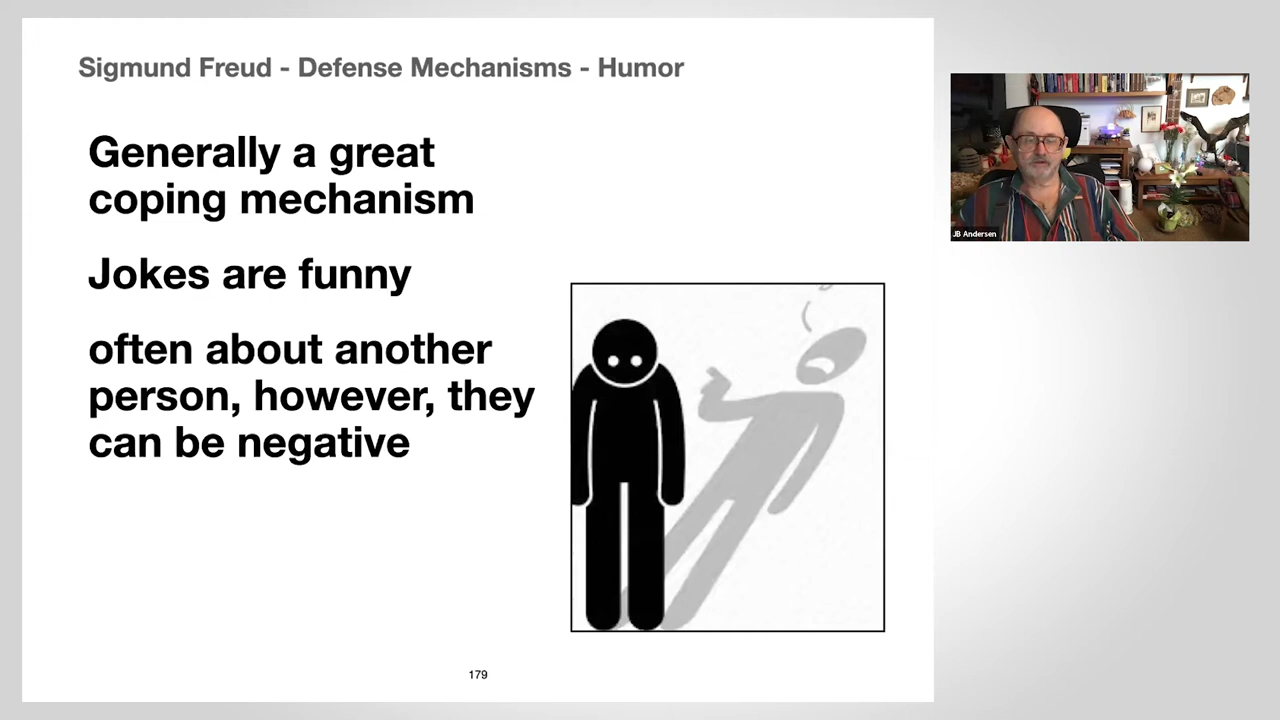 Sigmund Freud - Defense Mechanisms - Humor
Generally a great
coping mechanism
Jokes are funny
often about another
person, however, they
can be negative
179
JB Andersen